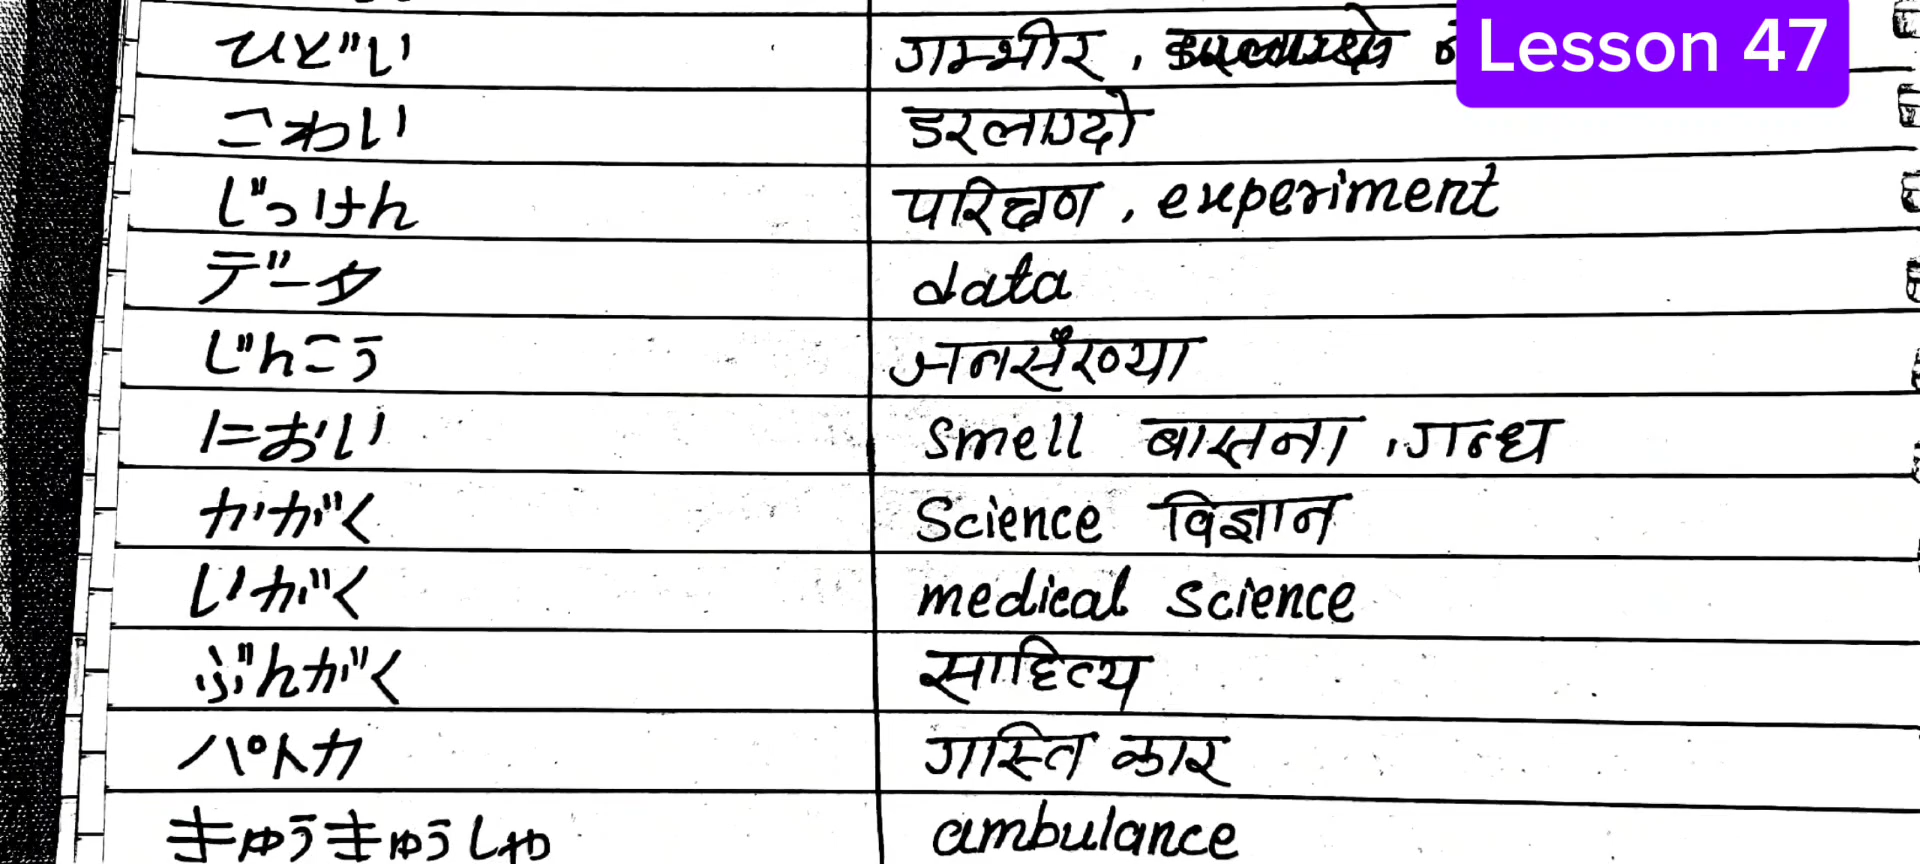 ひどい गम्भीर, Lesson 47
こわい डरलाग्दो
じっけん परिक्षण, experiment
データ data
じんこう जनसंख्या
におい smell बास्तना, गन्ध
かがく Science विज्ञान
いがく medical science
ぶんがく साहित्य
パトカ गास्ति कार
きゅうきゅうしゃ ambulance